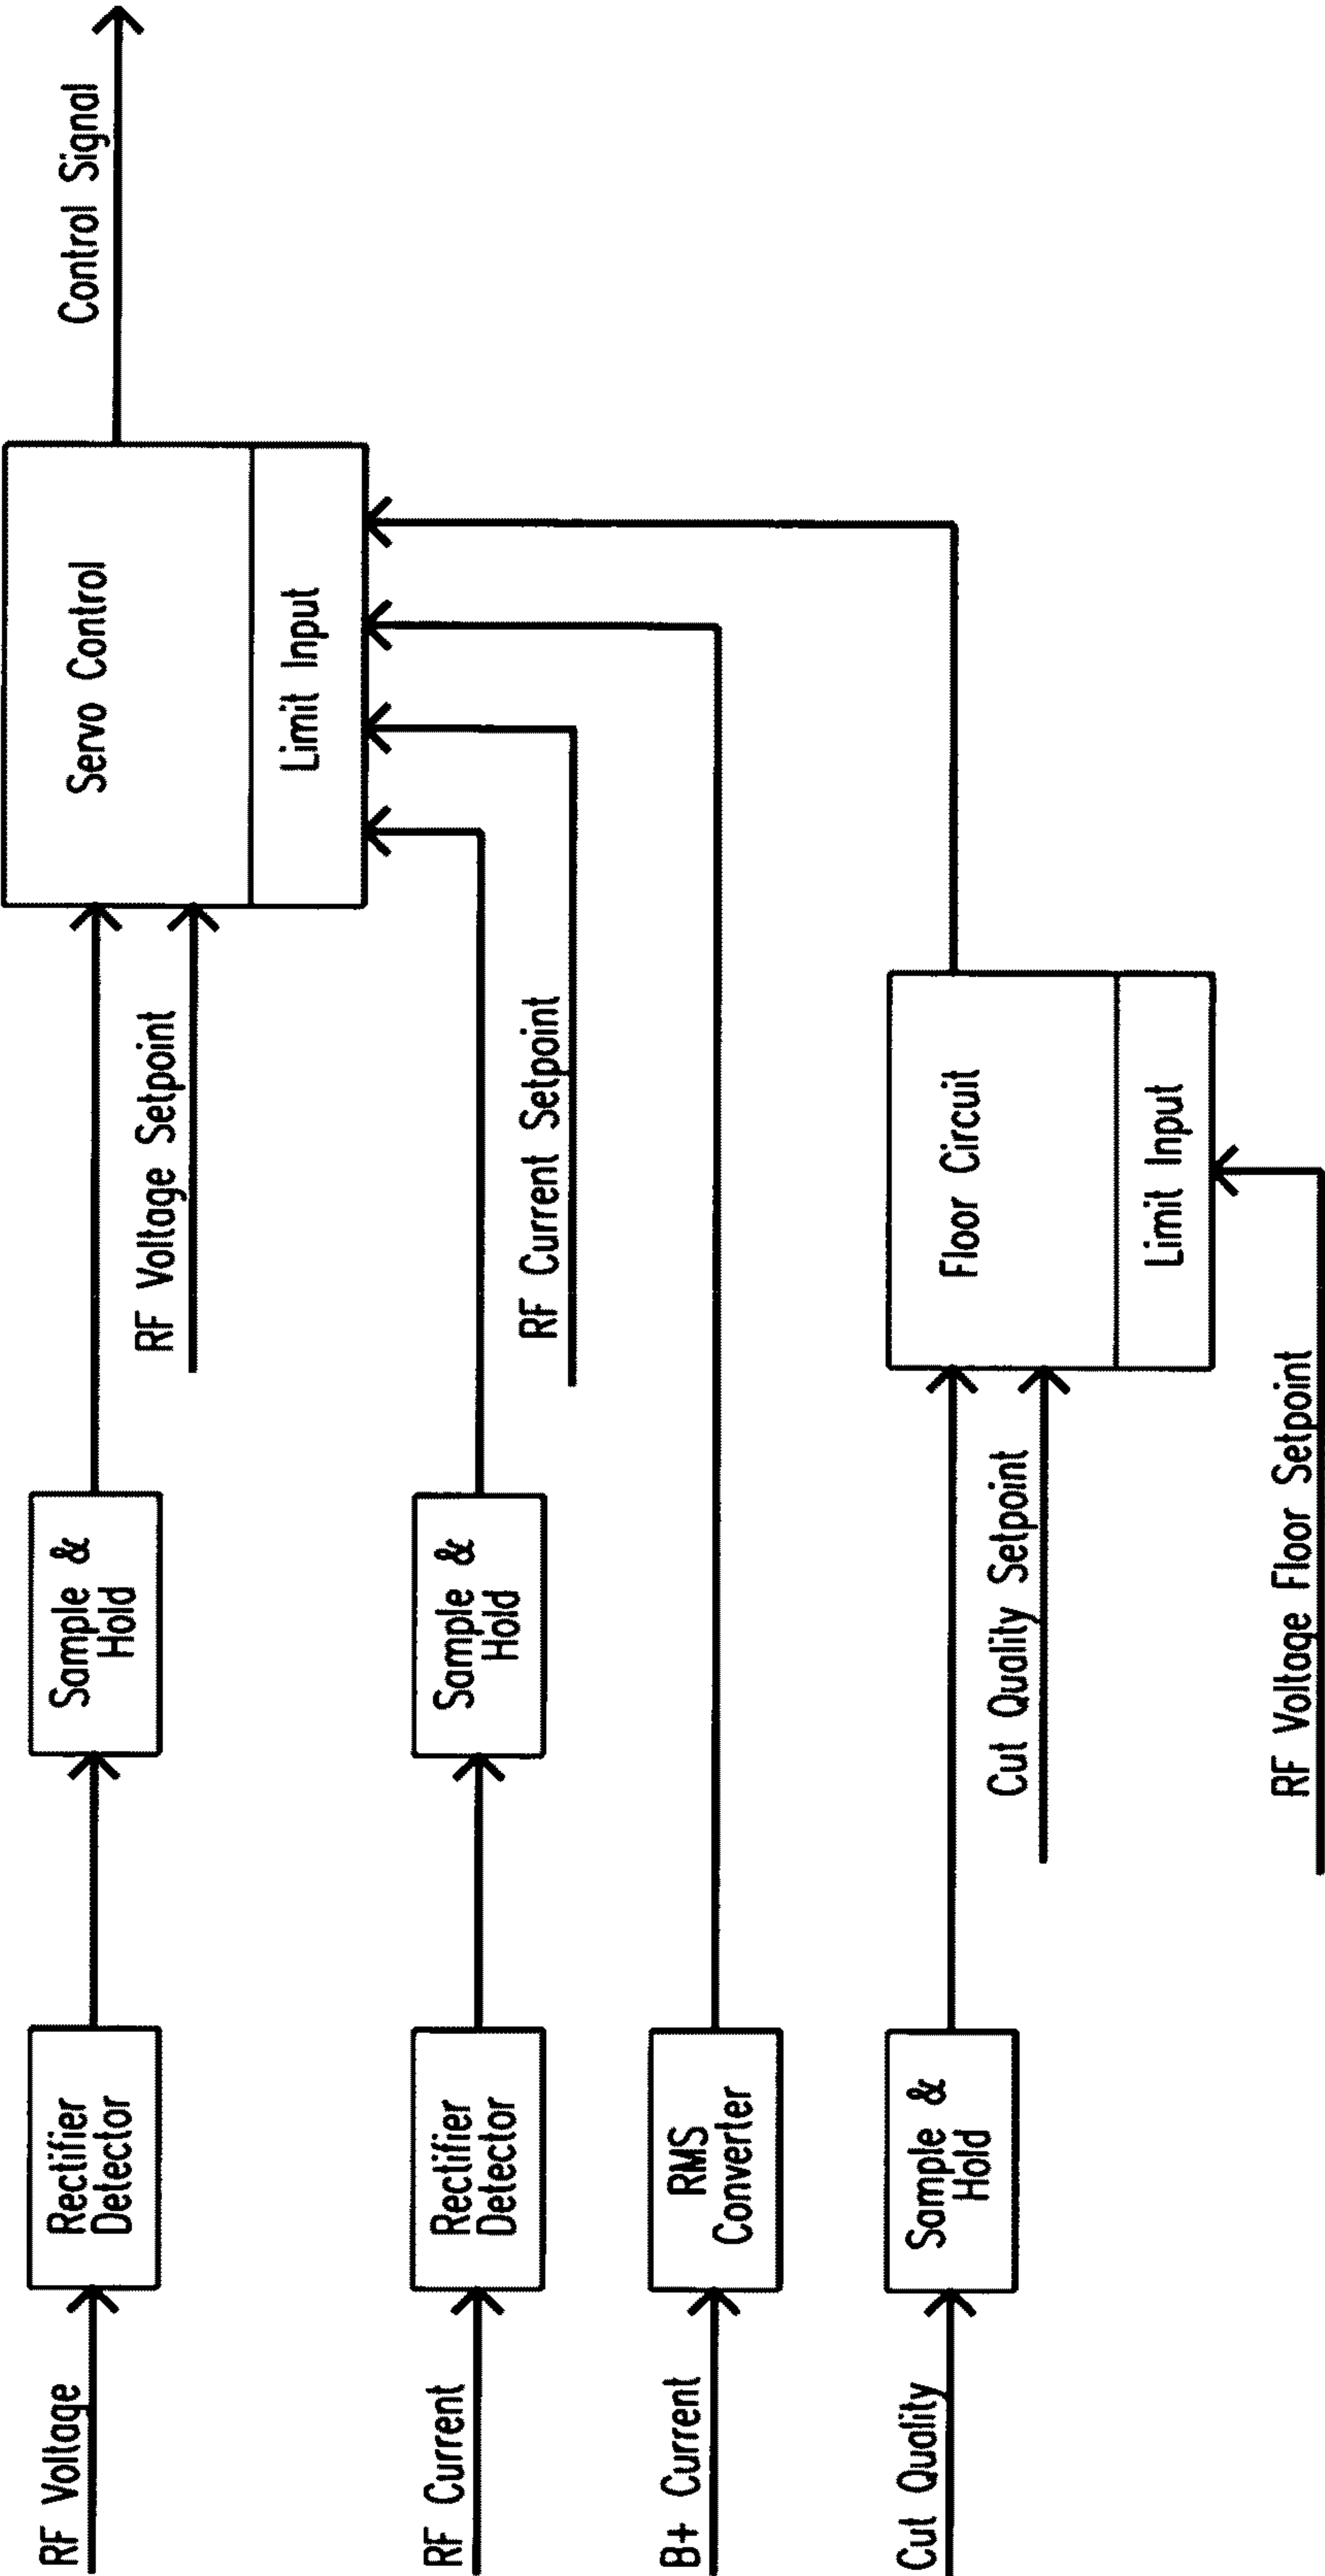 RF Voltage
Rectifier
Detector
Sample &
Hold
RF Voltage Setpoint
Servo Control
Limit Input
Control Signal
RF Current
Rectifier
Detector
Sample &
Hold
RF Current Setpoint
B+ Current
RMS
Converter
Cut Quality
Sample &
Hold
Cut Quality Setpoint
Floor Circuit
Limit Input
RF Voltage Floor Setpoint